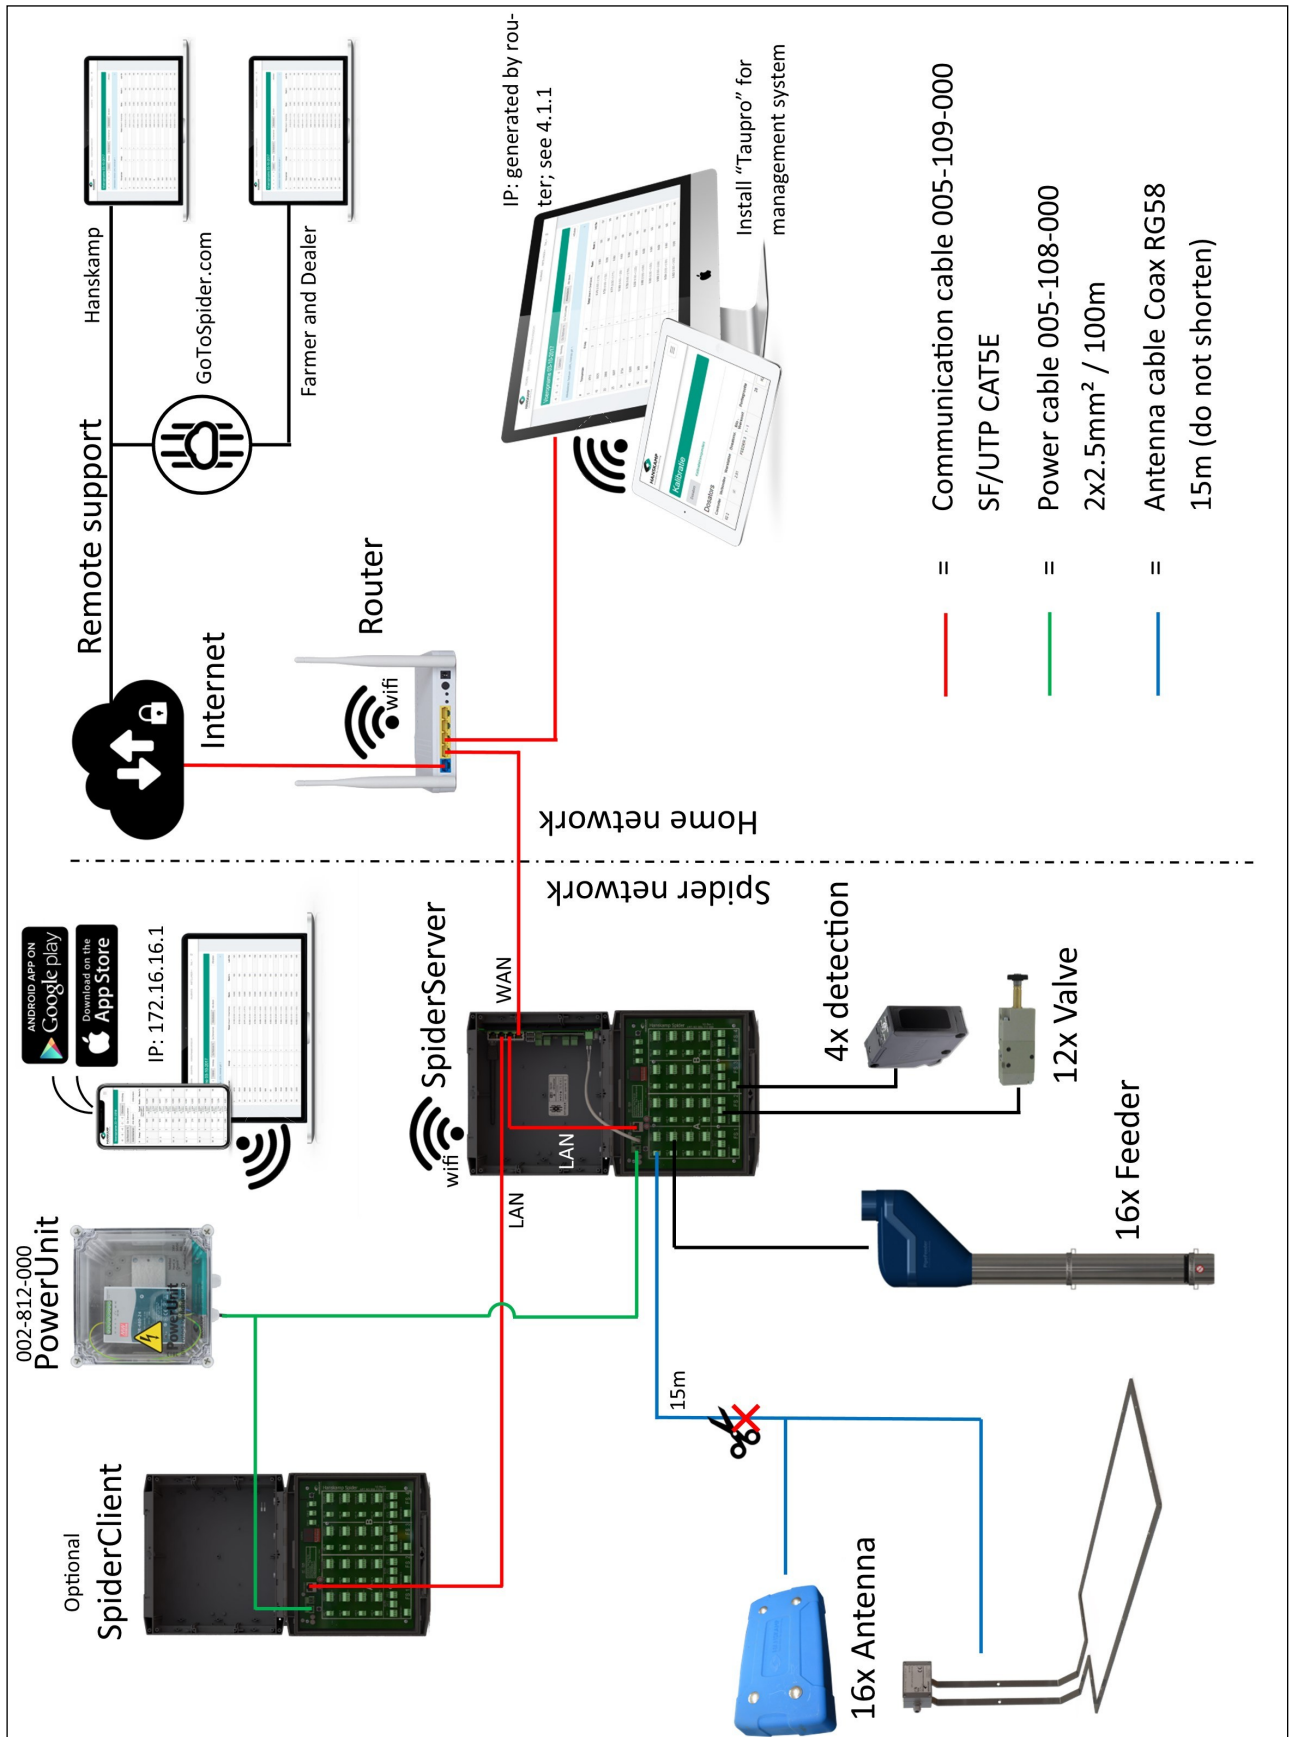 Optional
SpiderClient
002-812-000
PowerUnit
PowerUnit
ANDROID APP ON
Google play
Download on the
App Store
IP: 172.16.16.1
wifi
SpiderServer
LAN
LAN
WAN
15m
16x Antenna
16x Feeder
12x Valve
4x detection
Spider network
Home network
Internet
Remote support
Hanskamp
GoToSpider.com
Farmer and Dealer
Router
wifi
IP: generated by rou-
ter; see 4.1.1
HANSKAMP
Kalibratie
Dosators
Install “Taupro” for
management system
= Communication cable 005-109-000
SF/UTP CAT5E
= Power cable 005-108-000
2x2.5mm² / 100m
= Antenna cable Coax RG58
15m (do not shorten)